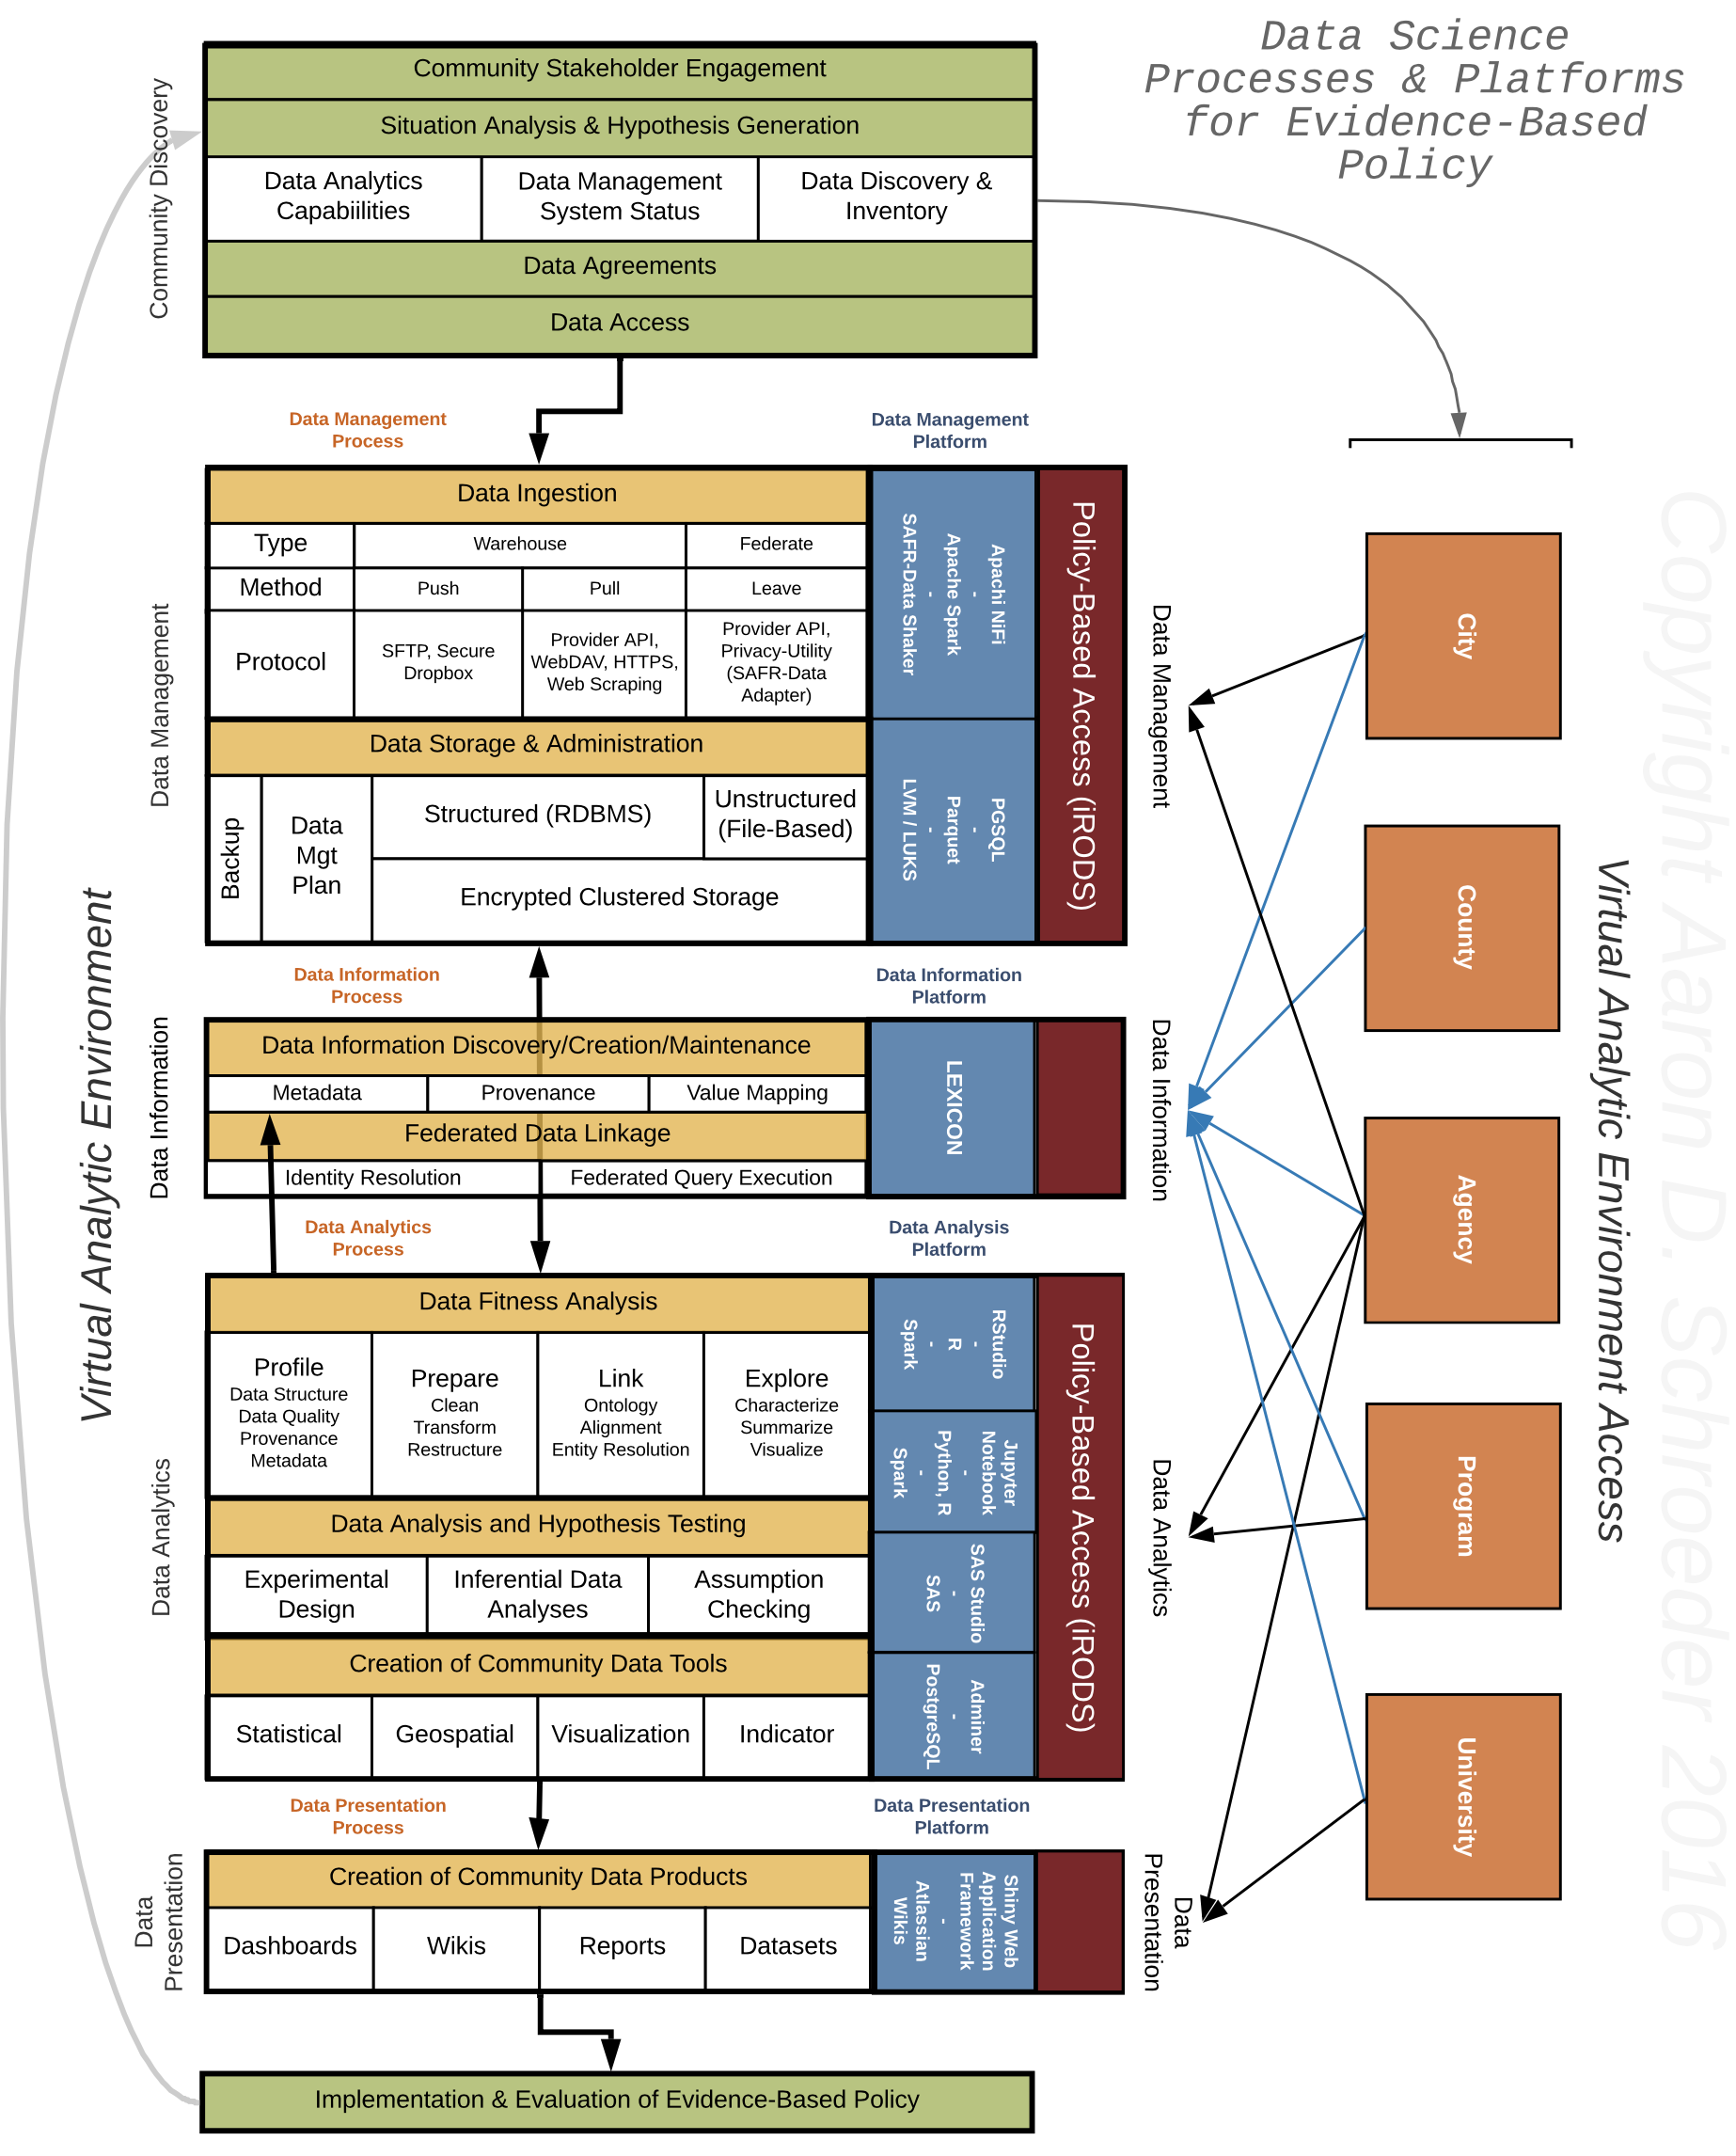 Data Science
Processes & Platforms
for Evidence-Based
Policy
Community Discovery
Community Stakeholder Engagement
Situation Analysis & Hypothesis Generation
Data Analytics
Capabiilities
Data Management
System Status
Data Discovery &
Inventory
Data Agreements
Data Access
Data Management
Process
Data Management
Platform
Data Management
Data Ingestion
Type
Warehouse
Federate
Method
Push
Pull
Leave
Protocol
SFTP, Secure
Dropbox
Provider API,
WebDAV, HTTPS,
Web Scraping
Provider API,
Privacy-Utility
(SAFR-Data
Adapter)
Apachi NiFi
-
Apache Spark
-
SAFR-Data Shaker
Policy-Based Access (iRODS)
Data Storage & Administration
Backup
Data
Mgt
Plan
Structured (RDBMS)
Unstructured
(File-Based)
Encrypted Clustered Storage
PGSQL
-
Parquet
-
LVM / LUKS
Data Management
Data Information
Process
Data Information
Platform
Data Information
Data Information Discovery/Creation/Maintenance
Metadata
Provenance
Value Mapping
Federated Data Linkage
Identity Resolution
Federated Query Execution
LEXICON
Data Information
Data Analytics
Process
Data Analysis
Platform
Data Analytics
Data Fitness Analysis
Profile
Data Structure
Data Quality
Provenance
Metadata
Prepare
Clean
Transform
Restructure
Link
Ontology
Alignment
Entity Resolution
Explore
Characterize
Summarize
Visualize
Data Analysis and Hypothesis Testing
Experimental
Design
Inferential Data
Analyses
Assumption
Checking
Creation of Community Data Tools
Statistical
Geospatial
Visualization
Indicator
RStudio
-
R
-
Spark
Jupyter
Notebook
-
Python, R
-
Spark
SAS Studio
-
SAS
Adminer
-
PostgreSQL
Policy-Based Access (iRODS)
Data Analytics
Data Presentation
Process
Data Presentation
Platform
Data
Presentation
Creation of Community Data Products
Dashboards
Wikis
Reports
Datasets
Shiny Web
Application
Framework
-
Atlassian
Wikis
Data
Presentation
Implementation & Evaluation of Evidence-Based Policy
Virtual Analytic Environment
City
County
Agency
Program
University
Virtual Analytic Environment Access
Copyright Aaron D. Schroeder 2016